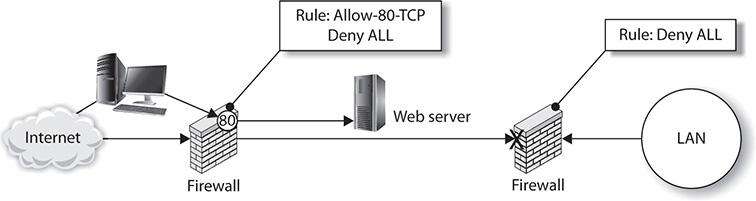 Rule: Allow-80-TCP
Deny ALL
Rule: Deny ALL
Internet
80
Web server
LAN
Firewall
Firewall